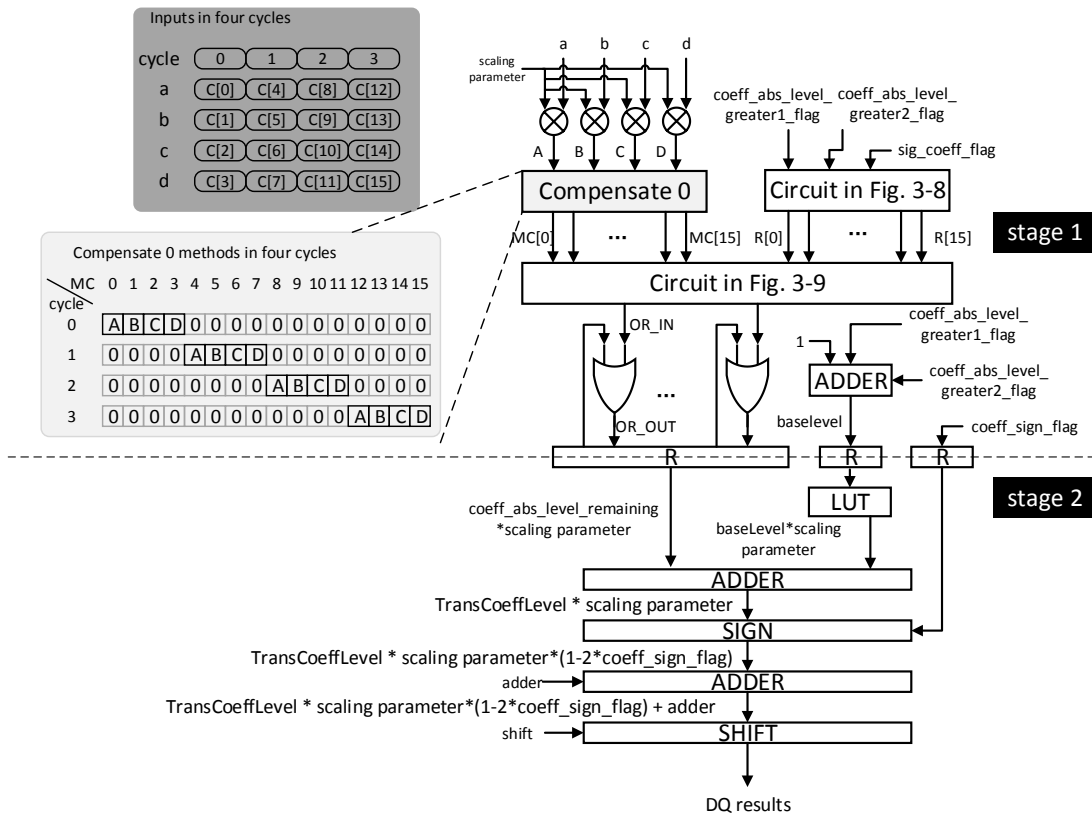 Inputs in four cycles
cycle 0 1 2 3
a C[0] C[4] C[8] C[12]
b C[1] C[5] C[9] C[13]
c C[2] C[6] C[10] C[14]
d C[3] C[7] C[11] C[15]
a b c d
scaling
parameter
A B C D
Compensate 0
coeff_abs_level_
greater1_flag
coeff_abs_level_
greater2_flag
sig_coeff_flag
Circuit in Fig. 3-8
MC[0] ... MC[15] R[0] ... R[15]
stage 1
Circuit in Fig. 3-9
Compensate 0 methods in four cycles
MC 0 1 2 3 4 5 6 7 8 9 10 11 12 13 14 15
cycle
0 A B C D 0 0 0 0 0 0 0 0 0 0 0 0
1 0 0 0 0 A B C D 0 0 0 0 0 0 0 0
2 0 0 0 0 0 0 0 0 A B C D 0 0 0 0
3 0 0 0 0 0 0 0 0 0 0 0 0 A B C D
OR_IN
...
OR_OUT
coeff_abs_level_
greater1_flag
1
ADDER
coeff_abs_level_
greater2_flag
baselevel
coeff_sign_flag
R R R
stage 2
LUT
coeff_abs_level_remaining
*scaling parameter
baseLevel*scaling
parameter
ADDER
TransCoeffLevel * scaling parameter
SIGN
TransCoeffLevel * scaling parameter*(1-2*coeff_sign_flag)
adder
ADDER
TransCoeffLevel * scaling parameter*(1-2*coeff_sign_flag) + adder
shift
SHIFT
DQ results